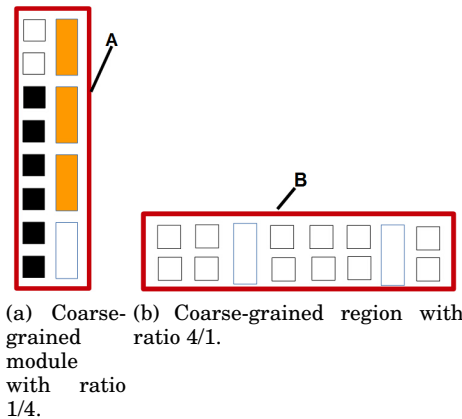 A
B
(a) Coarse-
grained
module
with ratio
1/4.
(b) Coarse-grained region with
ratio 4/1.